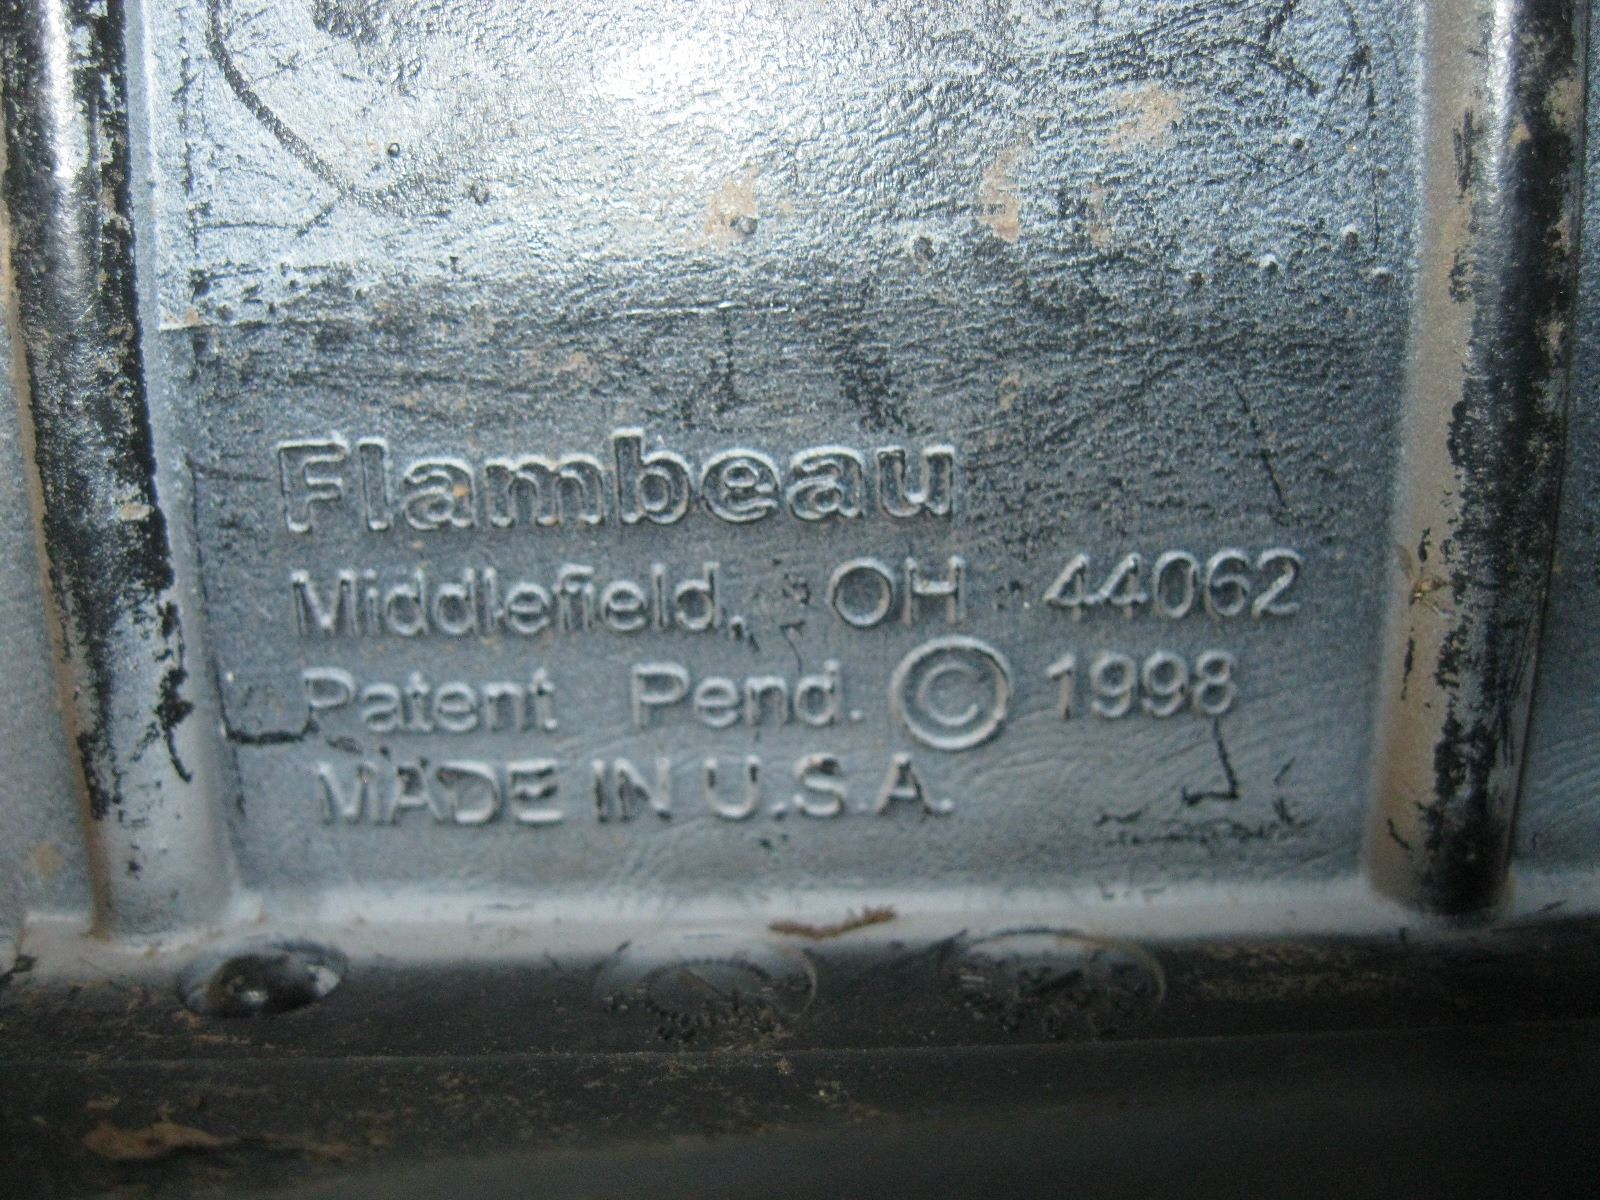 Flambeau
Middlefield, OH 44062
Patent Pend. © 1998
MADE IN U.S.A.